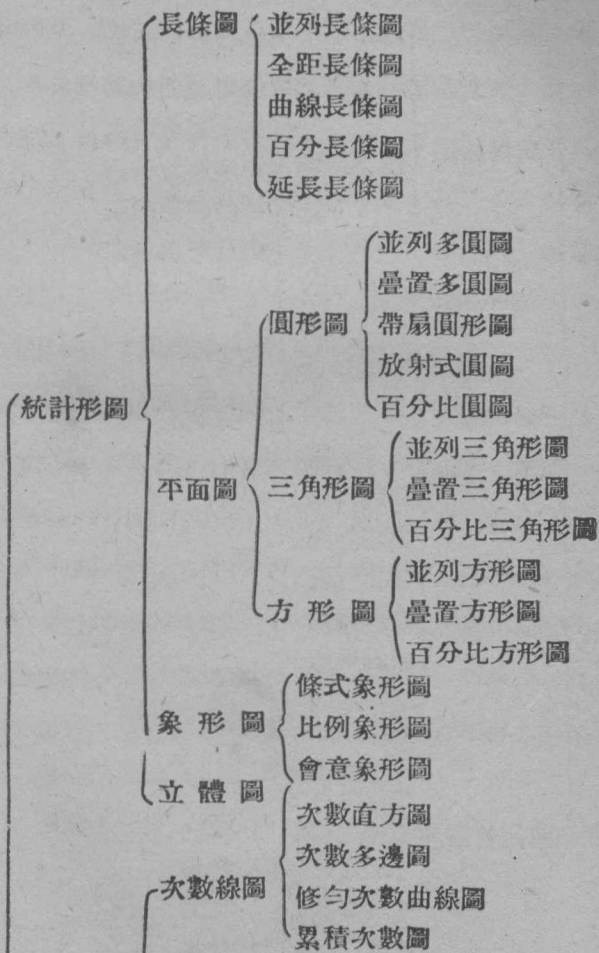 長條圖
並列長條圖
全距長條圖
曲線長條圖
百分長條圖
延長長條圖
並列多圓圖
疊置多圓圖
圓形圖
帶扇圓形圖
放射式圓圖
百分比圓圖
統計形圖
並列三角形圖
平面圖
三角形圖
疊置三角形圖
百分比三角形圖
並列方形圖
方形圖
疊置方形圖
百分比方形圖
條式象形圖
象形圖
比例象形圖
會意象形圖
立體圖
次數直方圖
次數多邊圖
次數線圖
修勻次數曲線圖
累積次數圖